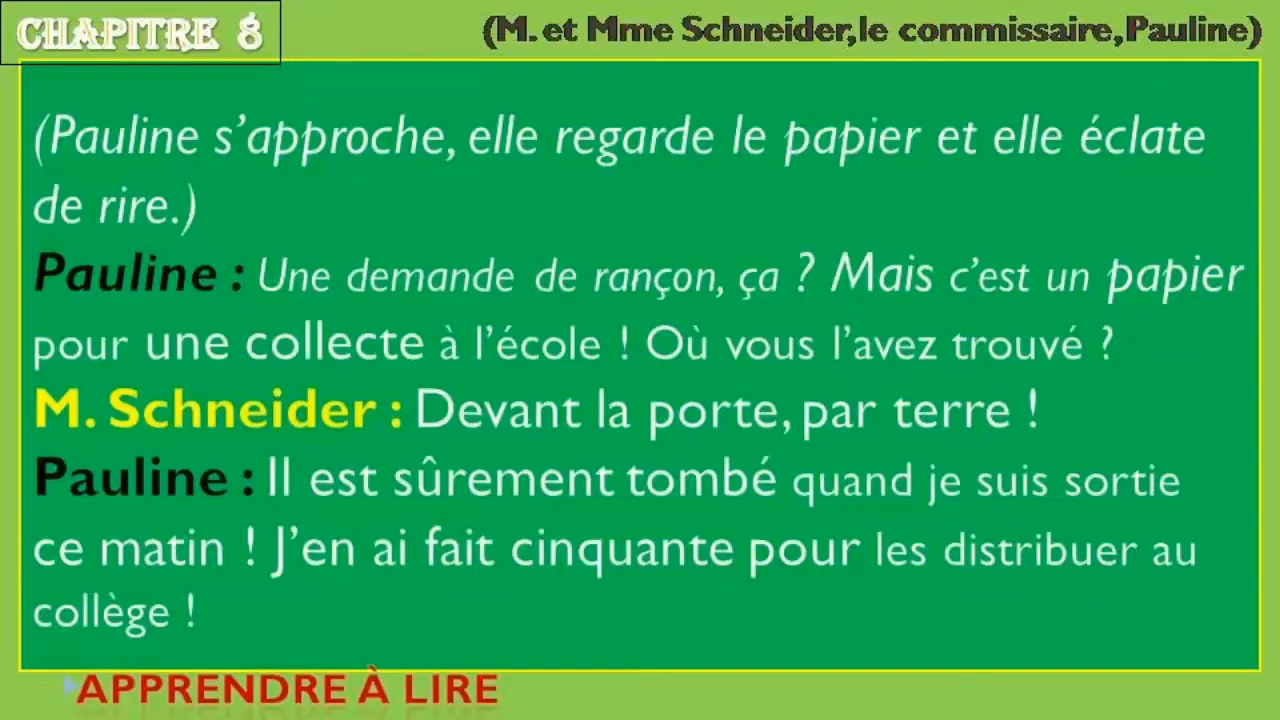 CHAPITRE 8
(M. et Mme Schneider, le commissaire, Pauline)
(Pauline s’approche, elle regarde le papier et elle éclate
de rire.)
Pauline : Une demande de rançon, ça ? Mais c’est un papier
pour une collecte à l’école ! Où vous l’avez trouvé ?
M. Schneider : Devant la porte, par terre !
Pauline : Il est sûrement tombé quand je suis sortie
ce matin ! J’en ai fait cinquante pour les distribuer au
collège !
APPRENDRE À LIRE